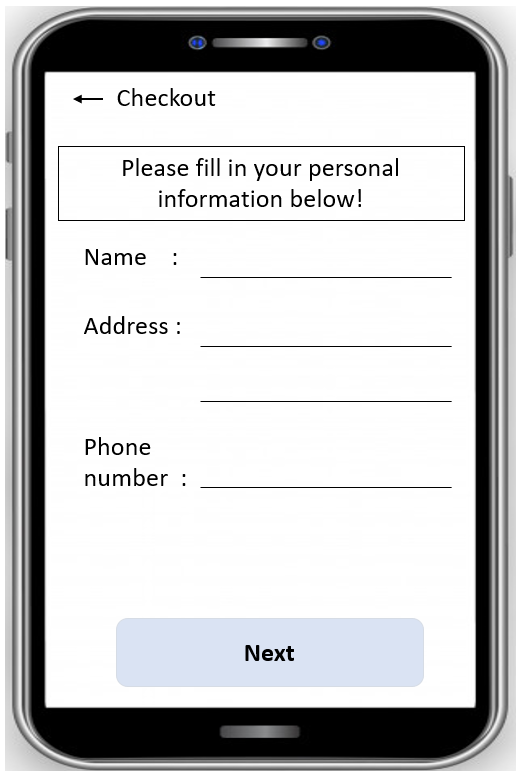 ← Checkout
Please fill in your personal
information below!
Name :
Address :
Phone
number :
Next